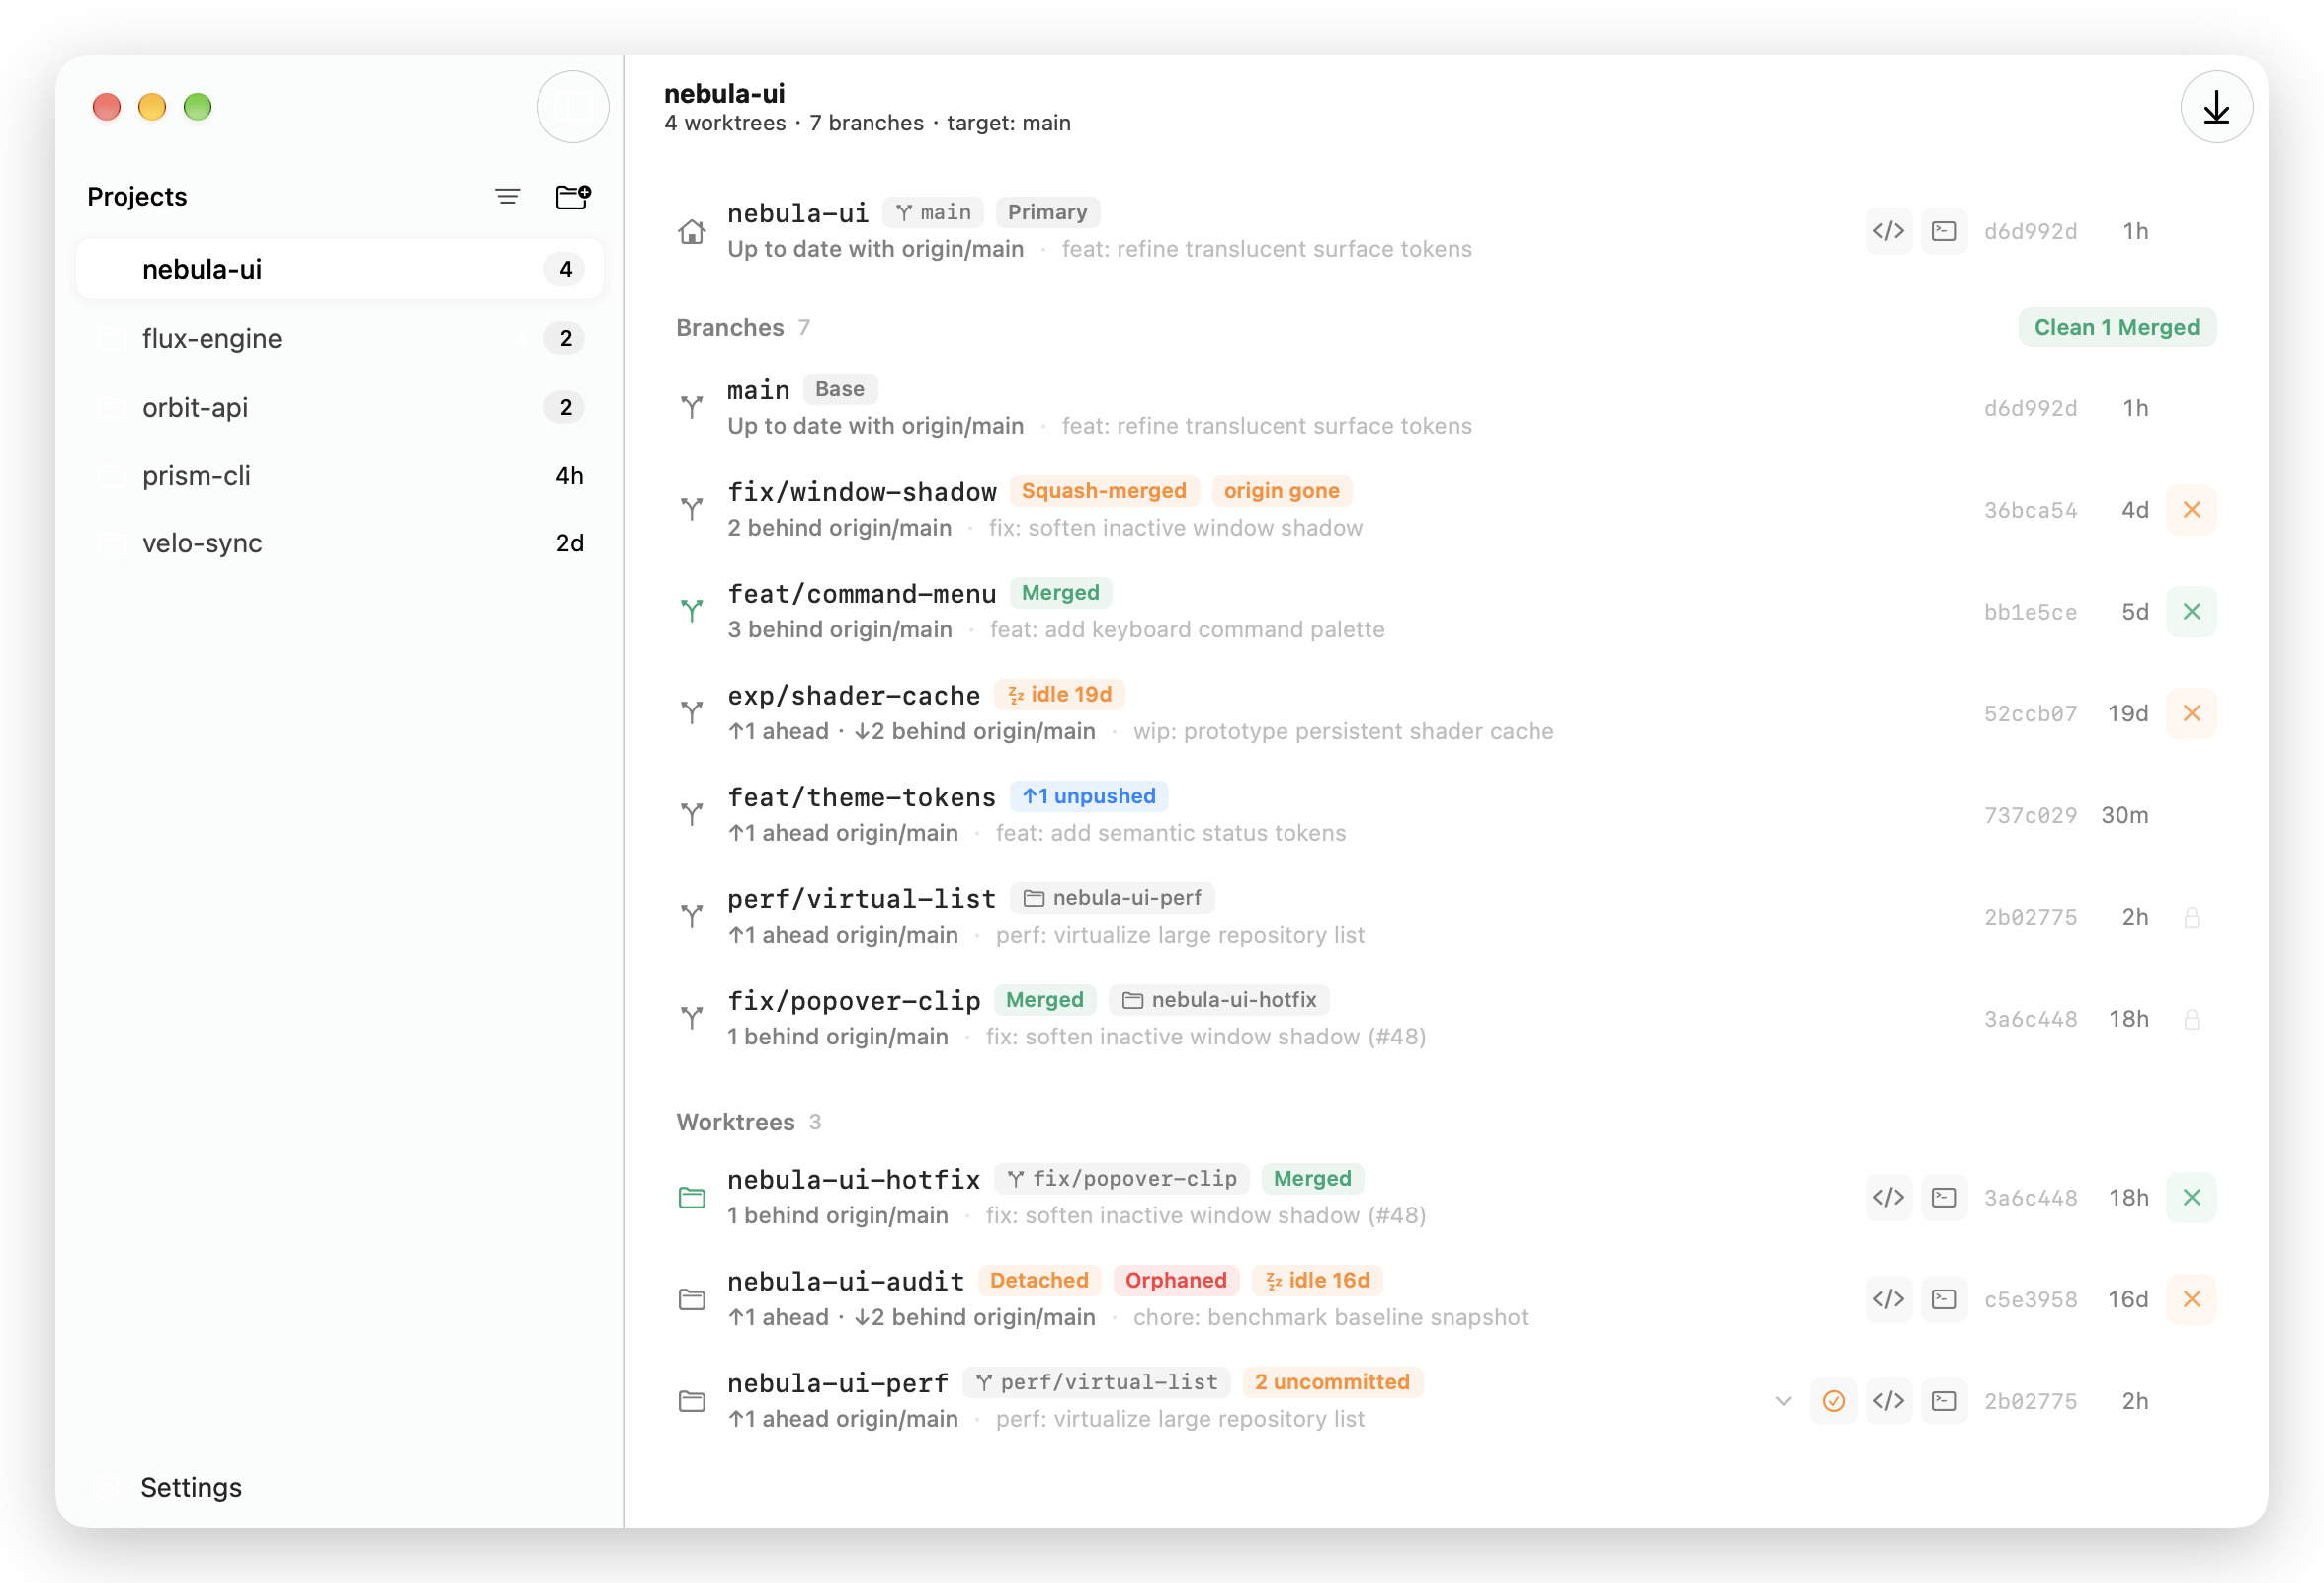 Projects
nebula-ui 4
flux-engine 2
orbit-api 2
prism-cli 4h
velo-sync 2d
Settings
nebula-ui
4 worktrees · 7 branches · target: main
nebula-ui main Primary
Up to date with origin/main · feat: refine translucent surface tokens
d6d992d 1h
Branches 7
Clean 1 Merged
main Base
Up to date with origin/main · feat: refine translucent surface tokens
d6d992d 1h
fix/window-shadow Squash-merged origin gone
2 behind origin/main · fix: soften inactive window shadow
36bca54 4d
feat/command-menu Merged
3 behind origin/main · feat: add keyboard command palette
bb1e5ce 5d
exp/shader-cache idle 19d
↑1 ahead · ↓2 behind origin/main · wip: prototype persistent shader cache
52ccb07 19d
feat/theme-tokens ↑1 unpushed
↑1 ahead origin/main · feat: add semantic status tokens
737c029 30m
perf/virtual-list nebula-ui-perf
↑1 ahead origin/main · perf: virtualize large repository list
2b02775 2h
fix/popover-clip Merged nebula-ui-hotfix
1 behind origin/main · fix: soften inactive window shadow (#48)
3a6c448 18h
Worktrees 3
nebula-ui-hotfix fix/popover-clip Merged
1 behind origin/main · fix: soften inactive window shadow (#48)
3a6c448 18h
nebula-ui-audit Detached Orphaned idle 16d
↑1 ahead · ↓2 behind origin/main · chore: benchmark baseline snapshot
c5e3958 16d
nebula-ui-perf perf/virtual-list 2 uncommitted
↑1 ahead origin/main · perf: virtualize large repository list
2b02775 2h